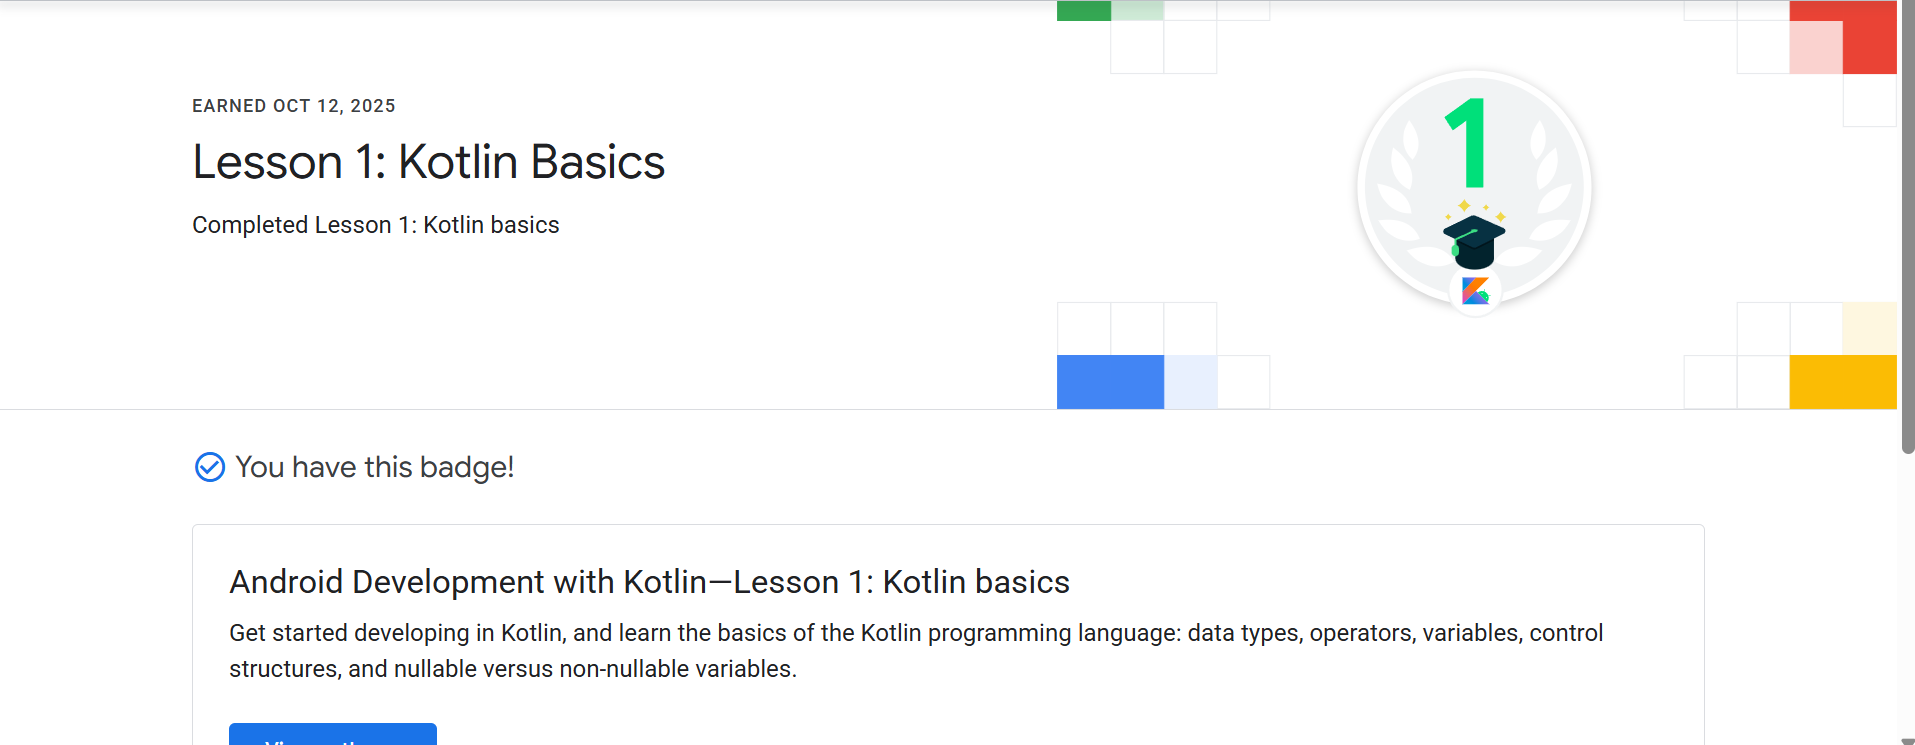 EARNED OCT 12, 2025
Lesson 1: Kotlin Basics
Completed Lesson 1: Kotlin basics
1
You have this badge!
Android Development with Kotlin—Lesson 1: Kotlin basics
Get started developing in Kotlin, and learn the basics of the Kotlin programming language: data types, operators, variables, control
structures, and nullable versus non-nullable variables.